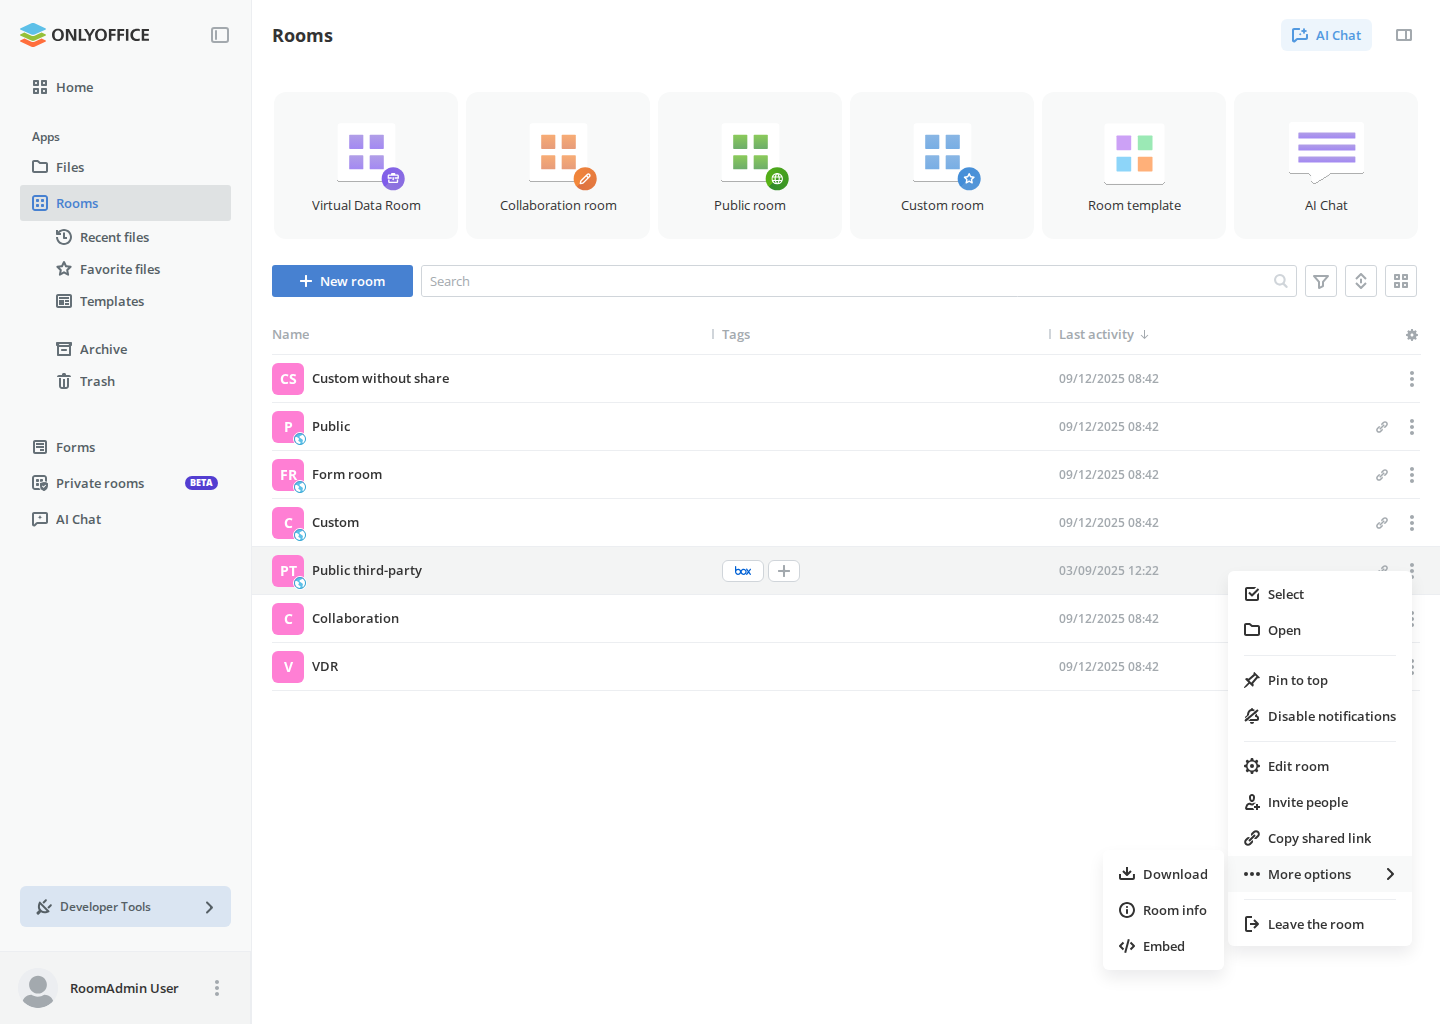 ONLYOFFICE
Home
Apps
Files
Rooms
Recent files
Favorite files
Templates
Archive
Trash
Forms
Private rooms BETA
AI Chat
Developer Tools
RoomAdmin User
Rooms
AI Chat
Virtual Data Room
Collaboration room
Public room
Custom room
Room template
AI Chat
New room
Search
Name Tags Last activity
CS Custom without share 09/12/2025 08:42
P Public 09/12/2025 08:42
FR Form room 09/12/2025 08:42
C Custom 09/12/2025 08:42
PT Public third-party box 03/09/2025 12:22
C Collaboration 09/12/2025 08:42
V VDR 09/12/2025 08:42
Select
Open
Pin to top
Disable notifications
Edit room
Invite people
Copy shared link
More options
Leave the room
Download
Room info
Embed